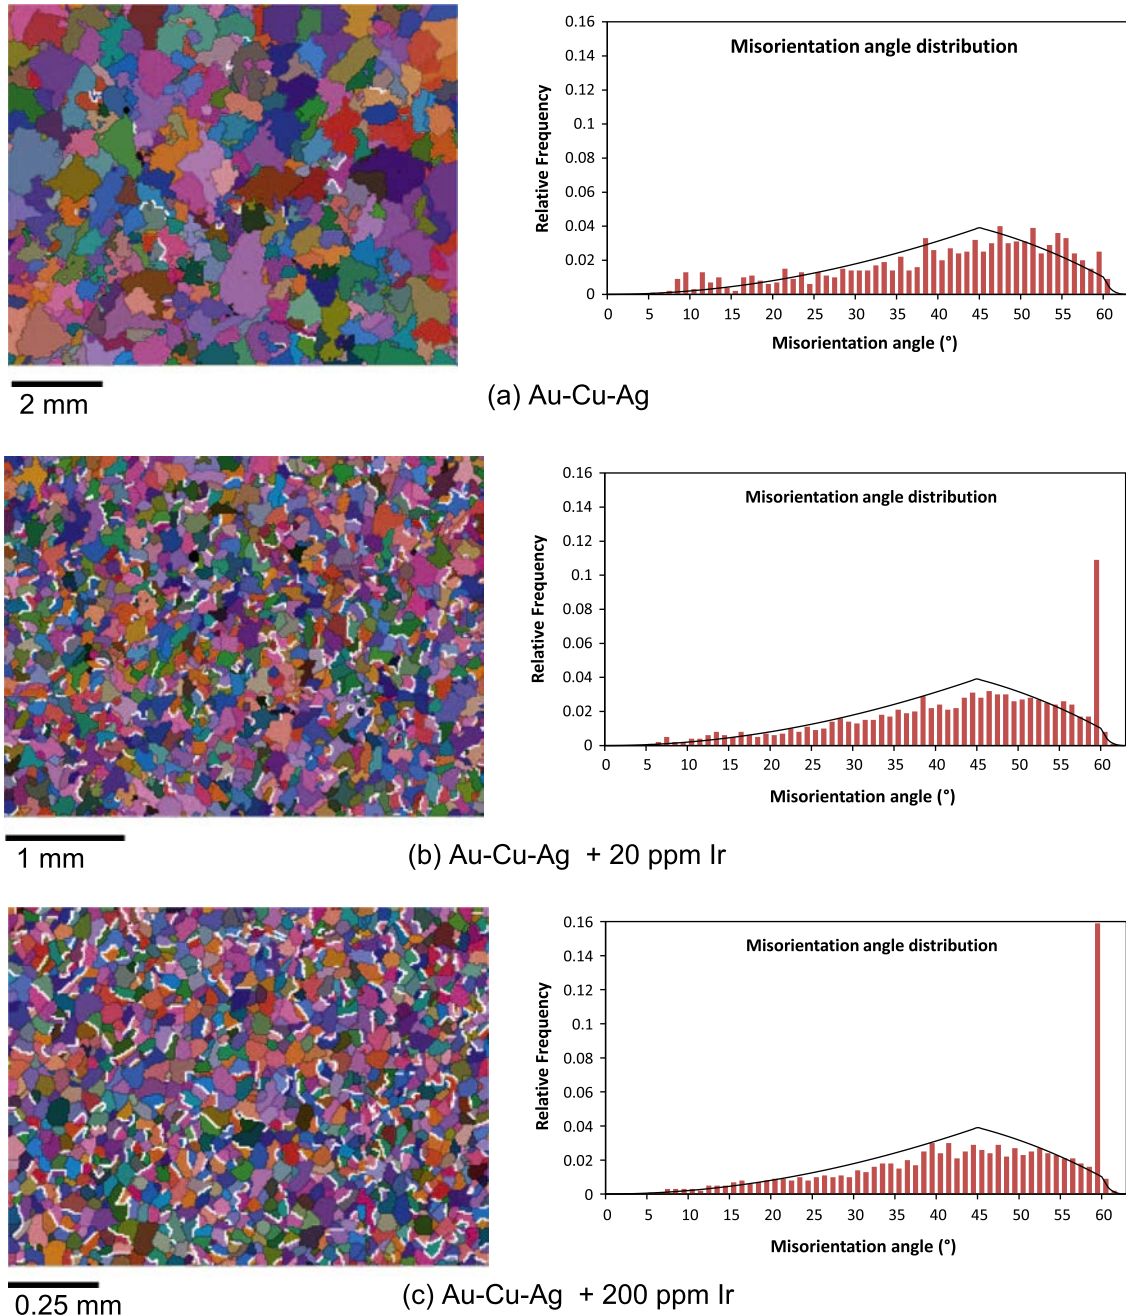 Misorientation angle distribution
Relative Frequency
0.16
0.14
0.12
0.1
0.08
0.06
0.04
0.02
0
0 5 10 15 20 25 30 35 40 45 50 55 60
Misorientation angle (°)
2 mm
(a) Au-Cu-Ag
Misorientation angle distribution
Relative Frequency
0.16
0.14
0.12
0.1
0.08
0.06
0.04
0.02
0
0 5 10 15 20 25 30 35 40 45 50 55 60
Misorientation angle (°)
1 mm
(b) Au-Cu-Ag + 20 ppm Ir
Misorientation angle distribution
Relative Frequency
0.16
0.14
0.12
0.1
0.08
0.06
0.04
0.02
0
0 5 10 15 20 25 30 35 40 45 50 55 60
Misorientation angle (°)
0.25 mm
(c) Au-Cu-Ag + 200 ppm Ir